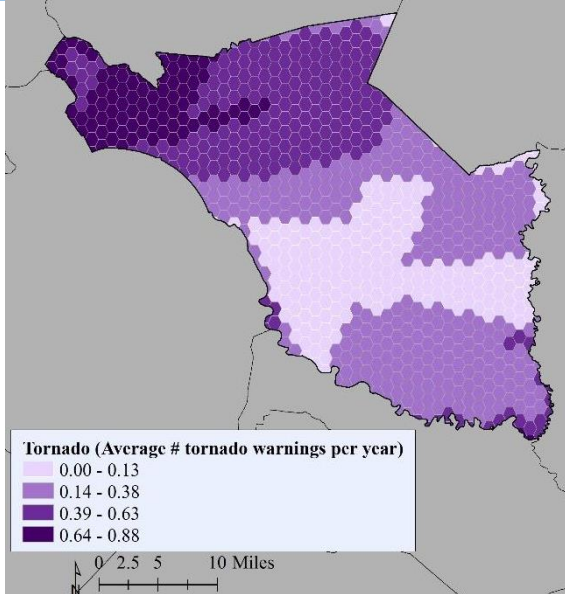 Tornado (Average # tornado warnings per year)
0.00 - 0.13
0.14 - 0.38
0.39 - 0.63
0.64 - 0.88
N
0 2.5 5 10 Miles